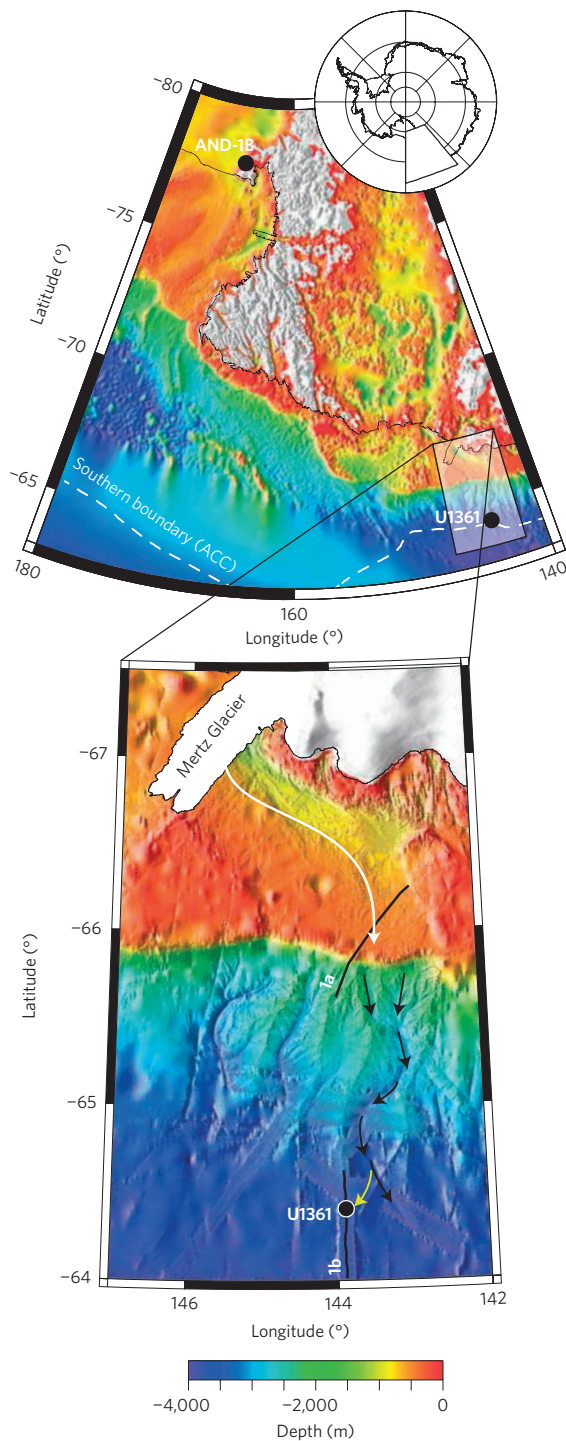 −80
AND-1B
−75
Latitude (°)
−70
−65
Southern boundary (ACC)
U1361
180
160
140
Longitude (°)
Mertz Glacier
−67
−66
Latitude (°)
1a
−65
U1361
1b
−64
146
144
142
Longitude (°)
−4,000
−2,000
0
Depth (m)